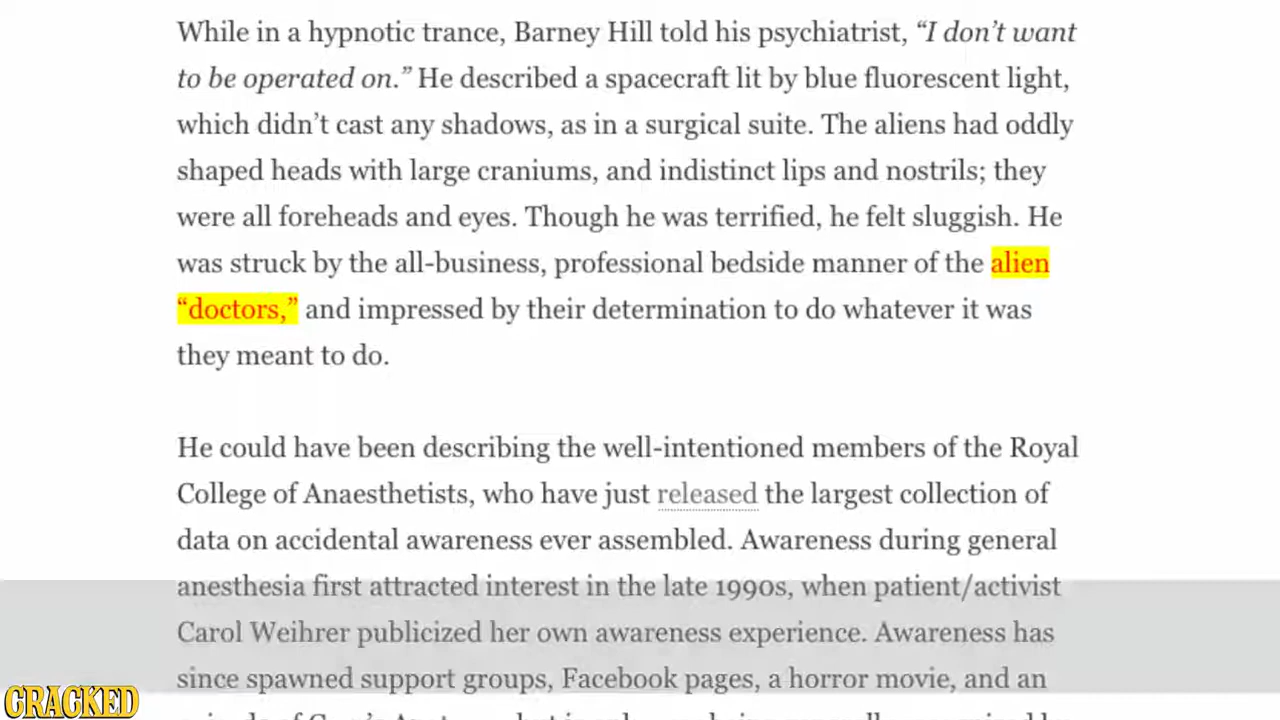 While in a hypnotic trance, Barney Hill told his psychiatrist, “I don’t want
to be operated on.” He described a spacecraft lit by blue fluorescent light,
which didn’t cast any shadows, as in a surgical suite. The aliens had oddly
shaped heads with large craniums, and indistinct lips and nostrils; they
were all foreheads and eyes. Though he was terrified, he felt sluggish. He
was struck by the all-business, professional bedside manner of the alien
“doctors,” and impressed by their determination to do whatever it was
they meant to do.
He could have been describing the well-intentioned members of the Royal
College of Anaesthetists, who have just released the largest collection of
data on accidental awareness ever assembled. Awareness during general
anesthesia first attracted interest in the late 1990s, when patient/activist
Carol Weihrer publicized her own awareness experience. Awareness has
since spawned support groups, Facebook pages, a horror movie, and an
CRACKED